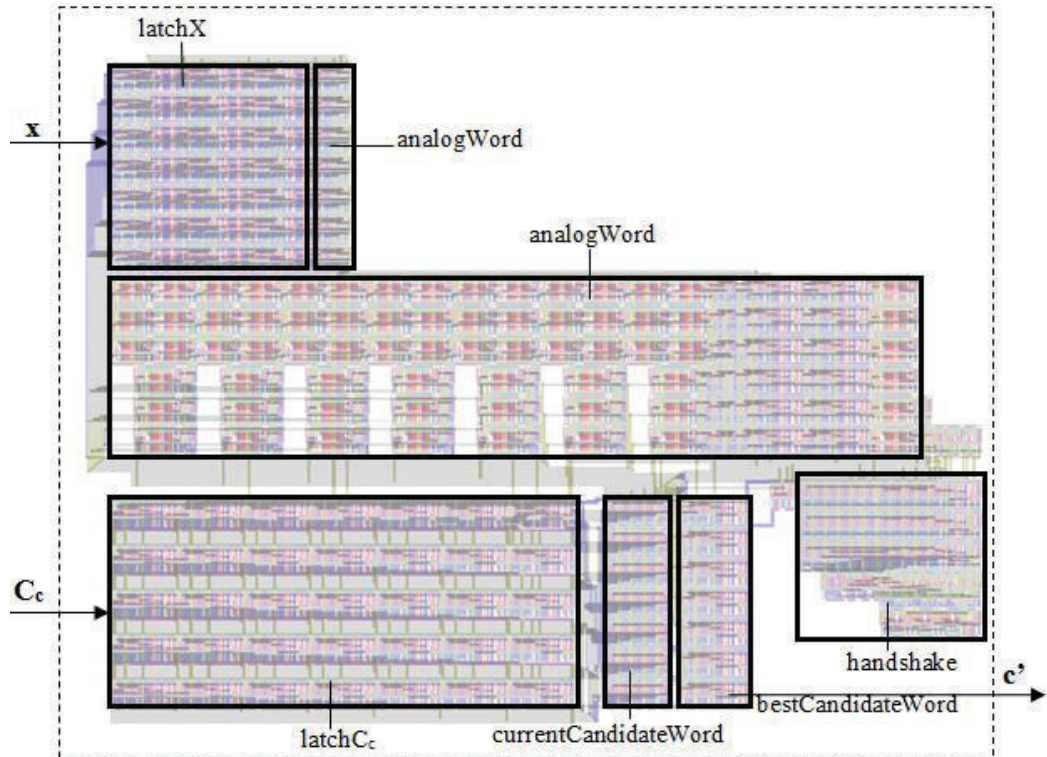 latchX
x
analogWord
analogWord
Cc
handshake
c’
bestCandidateWord
currentCandidateWord
latchCc